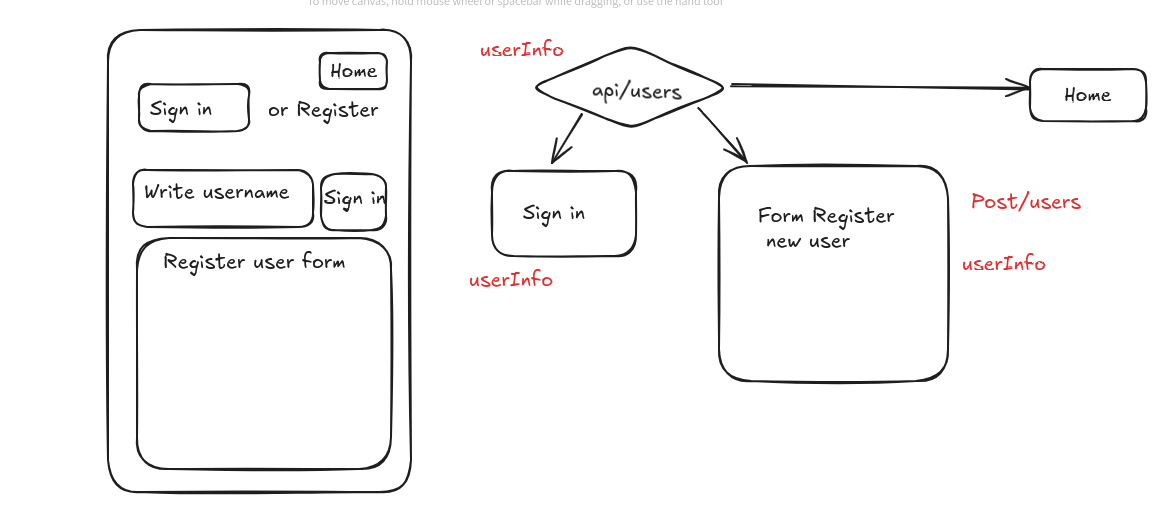 To move canvas, hold mouse wheel or spacebar while dragging, or use the hand tool
Home
Sign in
or Register
Write username
Sign in
Register user form
userInfo
api/users
Home
Sign in
userInfo
Form Register
new user
Post/users
userInfo